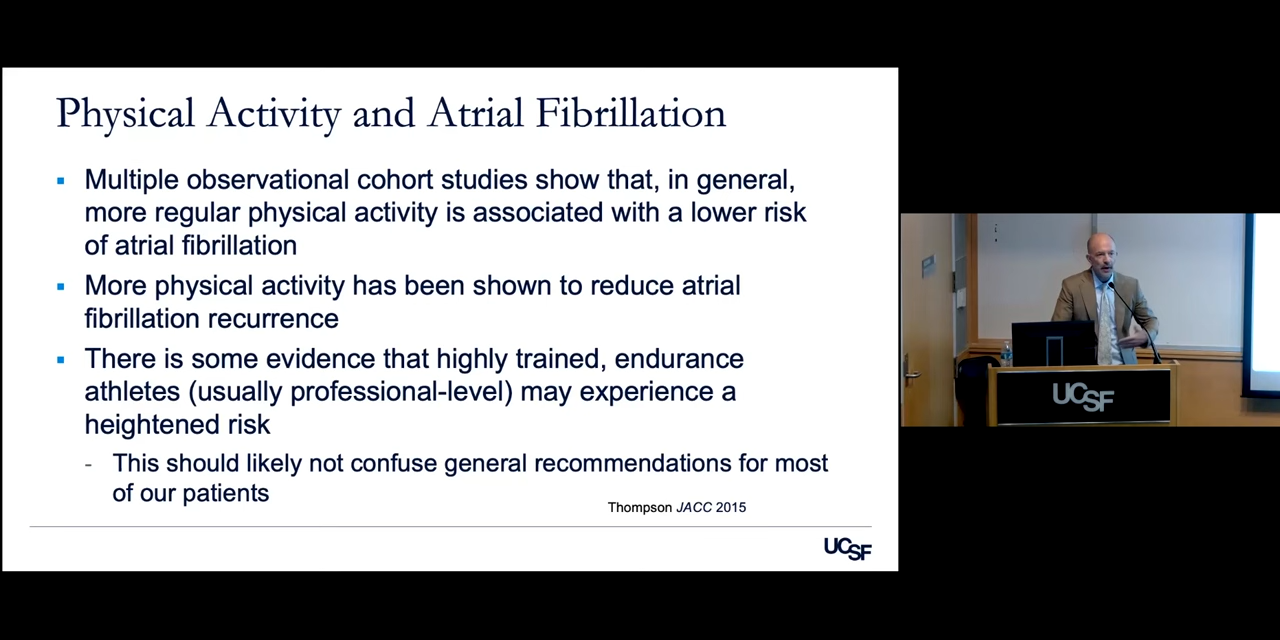 Physical Activity and Atrial Fibrillation
▪ Multiple observational cohort studies show that, in general,
more regular physical activity is associated with a lower risk
of atrial fibrillation
▪ More physical activity has been shown to reduce atrial
fibrillation recurrence
▪ There is some evidence that highly trained, endurance
athletes (usually professional-level) may experience a
heightened risk
- This should likely not confuse general recommendations for most
of our patients
Thompson JACC 2015
UCSF
UCSF